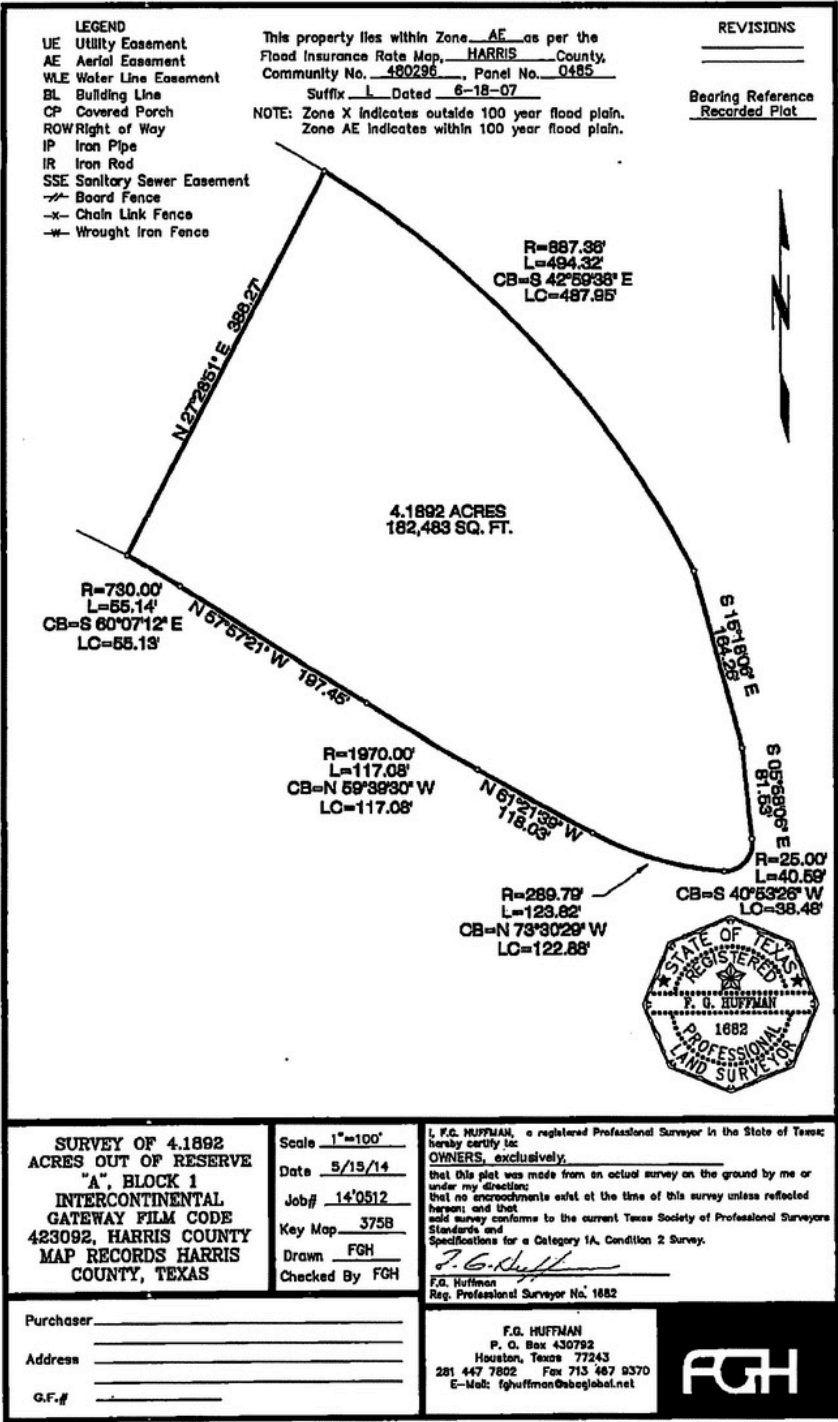 LEGEND
UE Utility Easement
AE Aerial Easement
WLE Water Line Easement
BL Building Line
CP Covered Porch
ROW Right of Way
IP Iron Pipe
IR Iron Rod
SSE Sanitary Sewer Easement
-//- Board Fence
-x- Chain Link Fence
-w- Wrought Iron Fence
This property lies within Zone AE as per the
Flood Insurance Rate Map, HARRIS County,
Community No. 480296, Panel No. 0485
Suffix L Dated 6-18-07
NOTE: Zone X indicates outside 100 year flood plain.
Zone AE indicates within 100 year flood plain.
REVISIONS
Bearing Reference
Recorded Plat
N
R=887.36'
L=494.32'
CB=S 42°59'38" E
LC=487.95'
N 27°28'51" E 388.27'
4.1892 ACRES
182,483 SQ. FT.
R=730.00'
L=55.14'
CB=S 60°07'12" E
LC=55.13'
N 57°57'21" W 197.45'
S 15°18'06" E
164.26'
R=1970.00'
L=117.08'
CB=N 59°39'30" W
LC=117.08'
N 61°21'39" W
118.03'
S 05°58'06" E
81.53'
R=25.00'
L=40.59'
CB=S 40°53'26" W
LC=38.48'
R=289.79'
L=123.82'
CB=N 73°30'29" W
LC=122.88'
STATE OF TEXAS
REGISTERED
F. G. HUFFMAN
1682
PROFESSIONAL
LAND SURVEYOR
SURVEY OF 4.1892
ACRES OUT OF RESERVE
"A", BLOCK 1
INTERCONTINENTAL
GATEWAY FILM CODE
423092, HARRIS COUNTY
MAP RECORDS HARRIS
COUNTY, TEXAS
Scale 1"=100'
Date 5/15/14
Job# 14'0512
Key Map 375B
Drawn FGH
Checked By FGH
I, F.G. HUFFMAN, a registered Professional Surveyor in the State of Texas;
hereby certify to:
OWNERS, exclusively,
that this plat was made from an actual survey on the ground by me or
under my direction;
that no encroachments exist at the time of this survey unless reflected
hereon; and that
said survey conforms to the current Texas Society of Professional Surveyors
Standards and
Specifications for a Category 1A, Condition 2 Survey.
F. G. Huffman
F.G. Huffman
Reg. Professional Surveyor No. 1682
Purchaser
Address
G.F.#
F.G. HUFFMAN
P. O. Box 430792
Houston, Texas 77243
281 447 7802 Fax 713 467 9370
E-Mail: fghuffman@sbcglobal.net
FGH